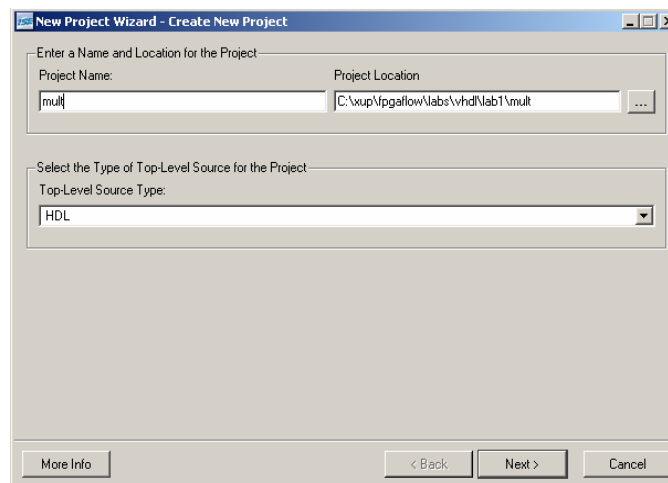 ISE New Project Wizard - Create New Project
Enter a Name and Location for the Project
Project Name: Project Location
mult C:\xup\fpgaflow\labs\vhdl\lab1\mult ...
Select the Type of Top-Level Source for the Project
Top-Level Source Type:
HDL
More Info < Back Next > Cancel